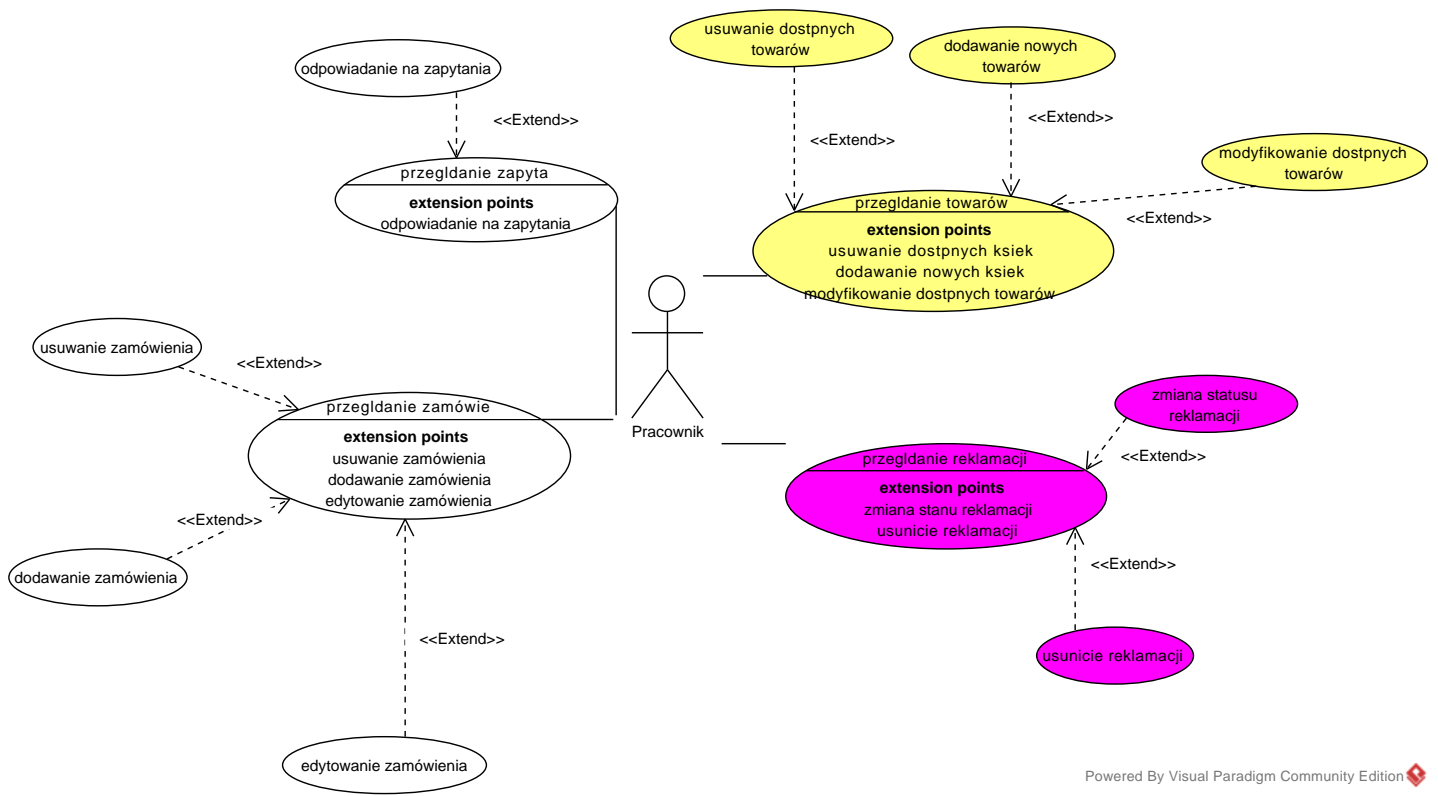 usuwanie dostpnych
towarów
dodawanie nowych
towarów
odpowiadanie na zapytania
<<Extend>>
<<Extend>>
<<Extend>>
modyfikowanie dostpnych
towarów
<<Extend>>
przegldanie zapyta
extension points
odpowiadanie na zapytania
przegldanie towarów
extension points
usuwanie dostpnych ksiek
dodawanie nowych ksiek
modyfikowanie dostpnych towarów
usuwanie zamówienia
<<Extend>>
Pracownik
przegldanie zamówie
extension points
usuwanie zamówienia
dodawanie zamówienia
edytowanie zamówienia
zmiana statusu
reklamacji
<<Extend>>
przegldanie reklamacji
extension points
zmiana stanu reklamacji
usunicie reklamacji
<<Extend>>
dodawanie zamówienia
<<Extend>>
<<Extend>>
usunicie reklamacji
edytowanie zamówienia
Powered By Visual Paradigm Community Edition